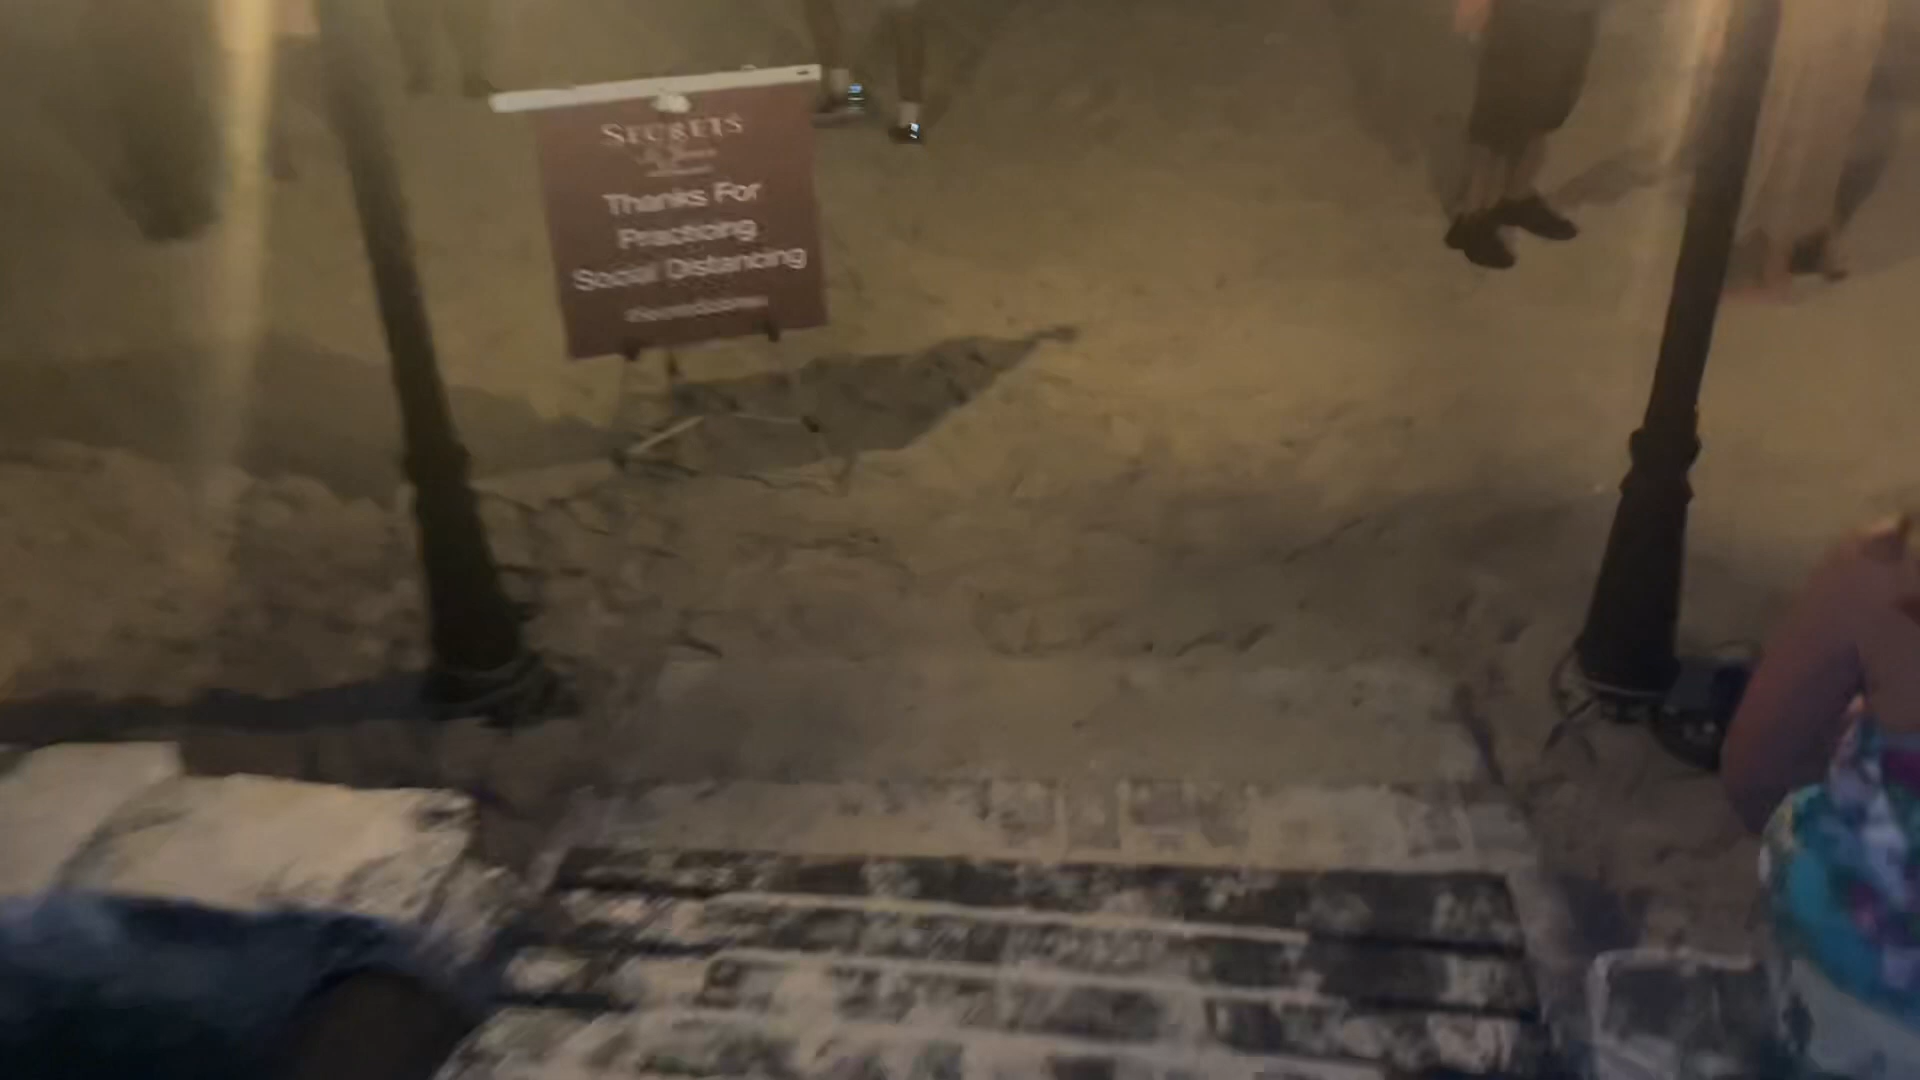 SECRETS
Thanks For
Practicing
Social Distancing